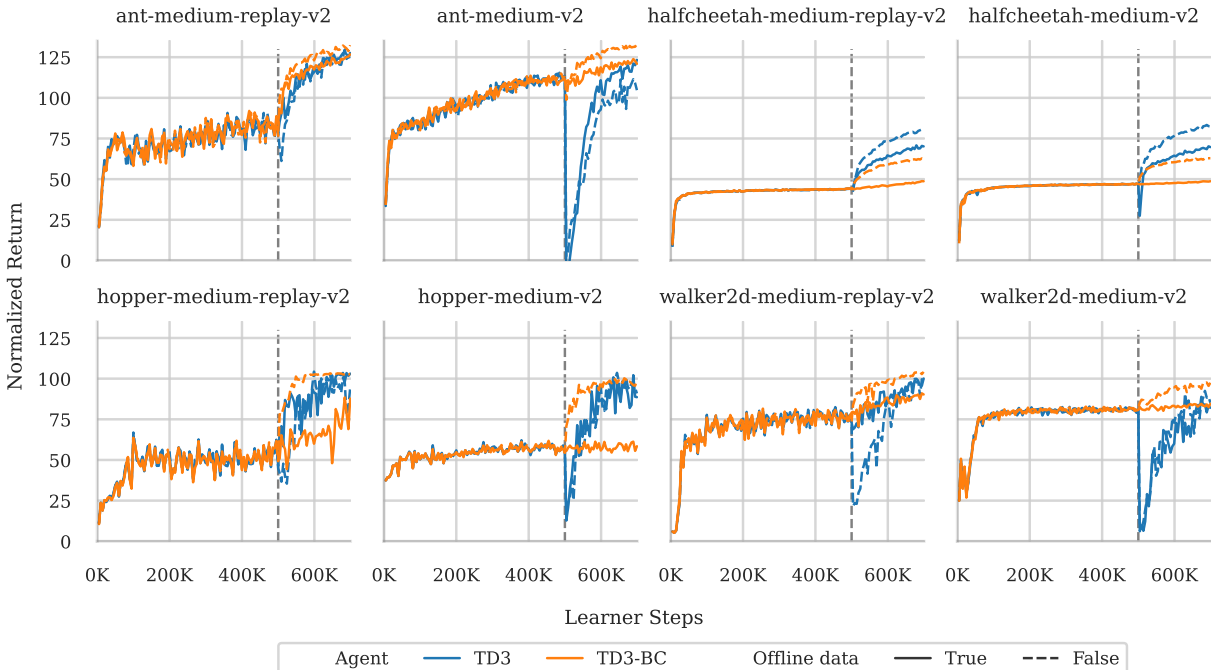 ant-medium-replay-v2 ant-medium-v2 halfcheetah-medium-replay-v2 halfcheetah-medium-v2
125
100
75
50
25
0
hopper-medium-replay-v2 hopper-medium-v2 walker2d-medium-replay-v2 walker2d-medium-v2
Normalized Return
125
100
75
50
25
0
0K 200K 400K 600K 0K 200K 400K 600K 0K 200K 400K 600K 0K 200K 400K 600K
Learner Steps
Agent TD3 TD3-BC Offline data True False